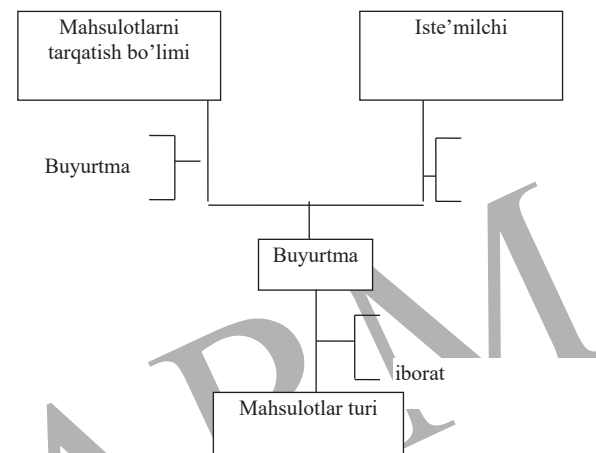 Mahsulotlarni
tarqatish bo’limi
Iste’milchi
Buyurtma
Buyurtma
iborat
Mahsulotlar turi